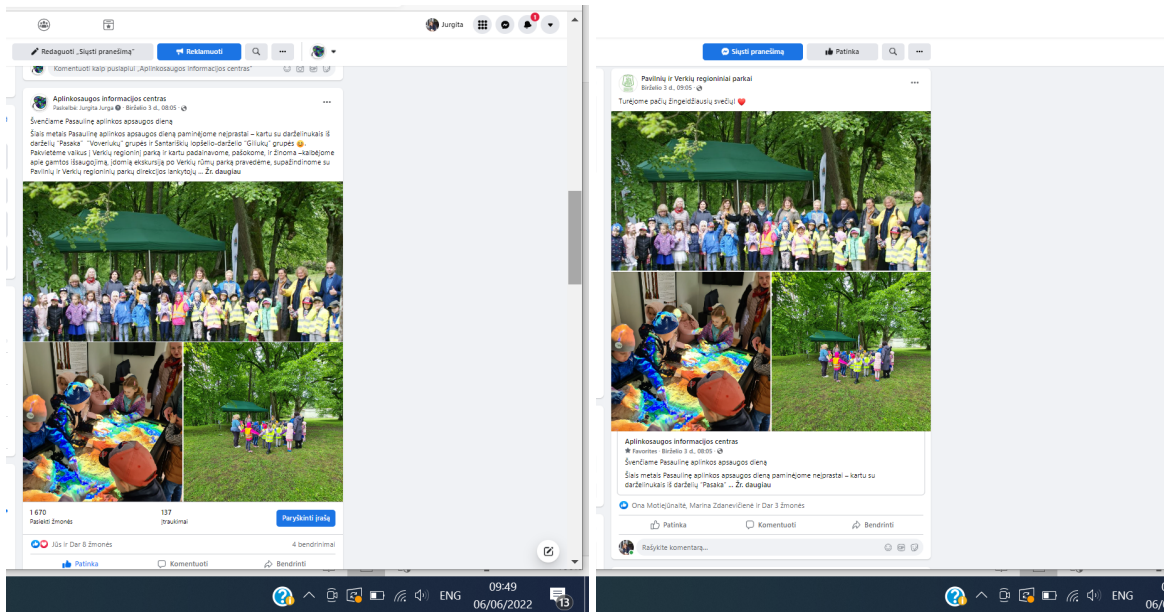 Jurgita
1
Redaguoti „Siųsti pranešimą“
Reklamuoti
Komentuoti kaip puslapiui „Aplinkosaugos informacijos centras“
Aplinkosaugos informacijos centras
Paskelbė: Jurgita Jurga · Birželio 3 d., 08:05 ·
Švenčiame Pasaulinę aplinkos apsaugos dieną
Šiais metais Pasaulinę aplinkos apsaugos dieną paminėjome neįprastai – kartu su darželinukais iš
darželių "Pasaka" "Voveriukų" grupės ir Santariškių lopšelio-darželio "Giliukų" grupės
Pakvietėme vaikus į Verkių regioninį parką ir kartu padainavome, pašokome, ir žinoma –kalbėjome
apie gamtos išsaugojimą, įdomią ekskursiją po Verkių rūmų parką pravedėme, supažindinome su
Pavilnių ir Verkių regioninių parkų direkcijos lankytojų ... Žr. daugiau
1 670
Pasiekti žmonės
137
Įtraukimai
Paryškinti įrašą
Jūs ir Dar 8 žmonės
4 bendrinimai
Patinka
Komentuoti
Bendrinti
ENG
09:49
06/06/2022
13
Siųsti pranešimą
Patinka
Pavilnių ir Verkių regioniniai parkai
Birželio 3 d., 09:05 ·
Turėjome pačių žingeidžiausių svečių!
Aplinkosaugos informacijos centras
Favorites · Birželio 3 d., 08:05 ·
Švenčiame Pasaulinę aplinkos apsaugos dieną
Šiais metais Pasaulinę aplinkos apsaugos dieną paminėjome neįprastai – kartu su
darželinukais iš darželių "Pasaka" ... Žr. daugiau
Ona Motiejūnaitė, Marina Zdanevičienė ir Dar 3 žmonės
Patinka
Komentuoti
Bendrinti
Rašykite komentarą...
ENG